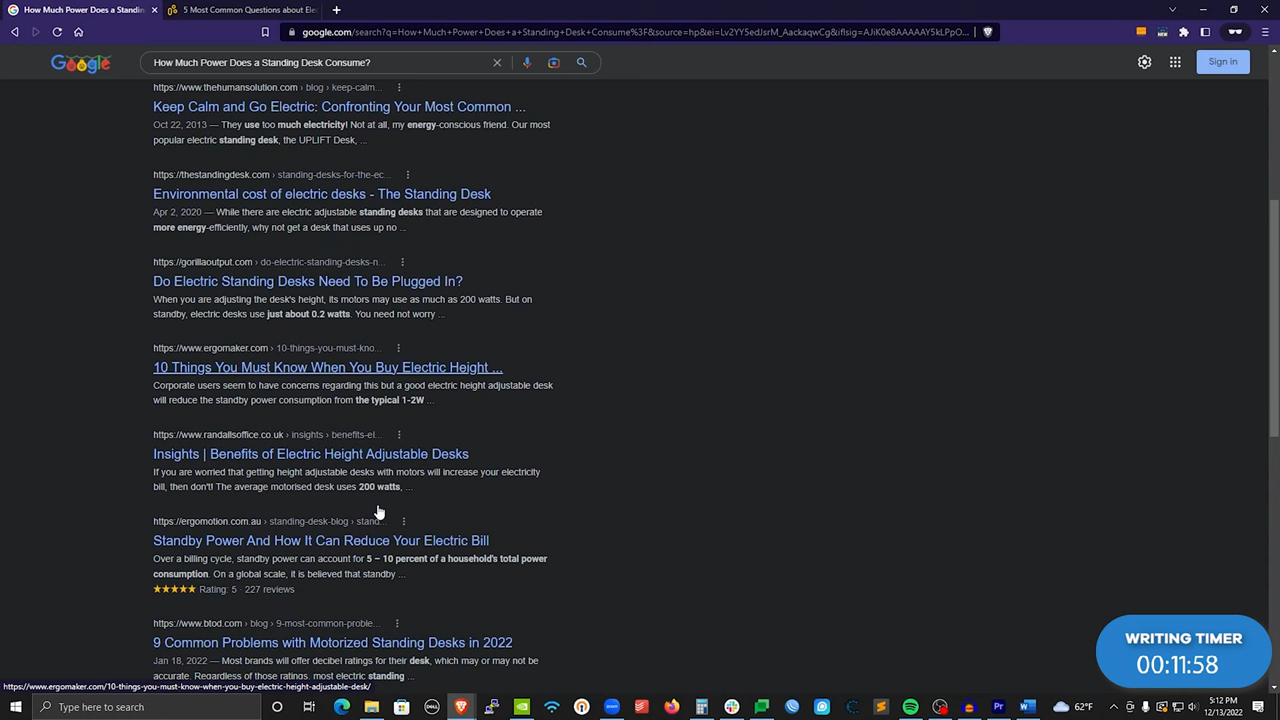 How Much Power Does a Standing
5 Most Common Questions about Ele
google.com/search?q=How+Much+Power+Does+a+Standing+Desk+Consume%3F&source=hp&ei=Lv2YY5edJsrM_AackaqwCg&iflsig=AJiK0e8AAAAAY5kLPpO...
Google
How Much Power Does a Standing Desk Consume?
Sign in
https://www.thehumansolution.com › blog › keep-calm...
Keep Calm and Go Electric: Confronting Your Most Common ...
Oct 22, 2013 — They use too much electricity! Not at all, my energy-conscious friend. Our most
popular electric standing desk, the UPLIFT Desk, ...
https://thestandingdesk.com › standing-desks-for-the-ec...
Environmental cost of electric desks - The Standing Desk
Apr 2, 2020 — While there are electric adjustable standing desks that are designed to operate
more energy-efficiently, why not get a desk that uses up no ...
https://gorillaoutput.com › do-electric-standing-desks-n...
Do Electric Standing Desks Need To Be Plugged In?
When you are adjusting the desk's height, its motors may use as much as 200 watts. But on
standby, electric desks use just about 0.2 watts. You need not worry ...
https://www.ergomaker.com › 10-things-you-must-kno...
10 Things You Must Know When You Buy Electric Height ...
Corporate users seem to have concerns regarding this but a good electric height adjustable desk
will reduce the standby power consumption from the typical 1-2W ...
https://www.randallsoffice.co.uk › insights › benefits-el...
Insights | Benefits of Electric Height Adjustable Desks
If you are worried that getting height adjustable desks with motors will increase your electricity
bill, then don't! The average motorised desk uses 200 watts, ...
https://ergomotion.com.au › standing-desk-blog › stand...
Standby Power And How It Can Reduce Your Electric Bill
Over a billing cycle, standby power can account for 5 – 10 percent of a household's total power
consumption. On a global scale, it is believed that standby ...
★★★★★ Rating: 5 · 227 reviews
https://www.btod.com › blog › 9-most-common-proble...
9 Common Problems with Motorized Standing Desks in 2022
Jan 18, 2022 — Most brands will offer decibel ratings for their desk, which may or may not be
accurate. Regardless of those ratings, most electric standing ...
WRITING TIMER
00:11:58
https://www.ergomaker.com/10-things-you-must-know-when-you-buy-electric-height-adjustable-desk/
Type here to search
DELL
62°F
5:12 PM
12/13/2022